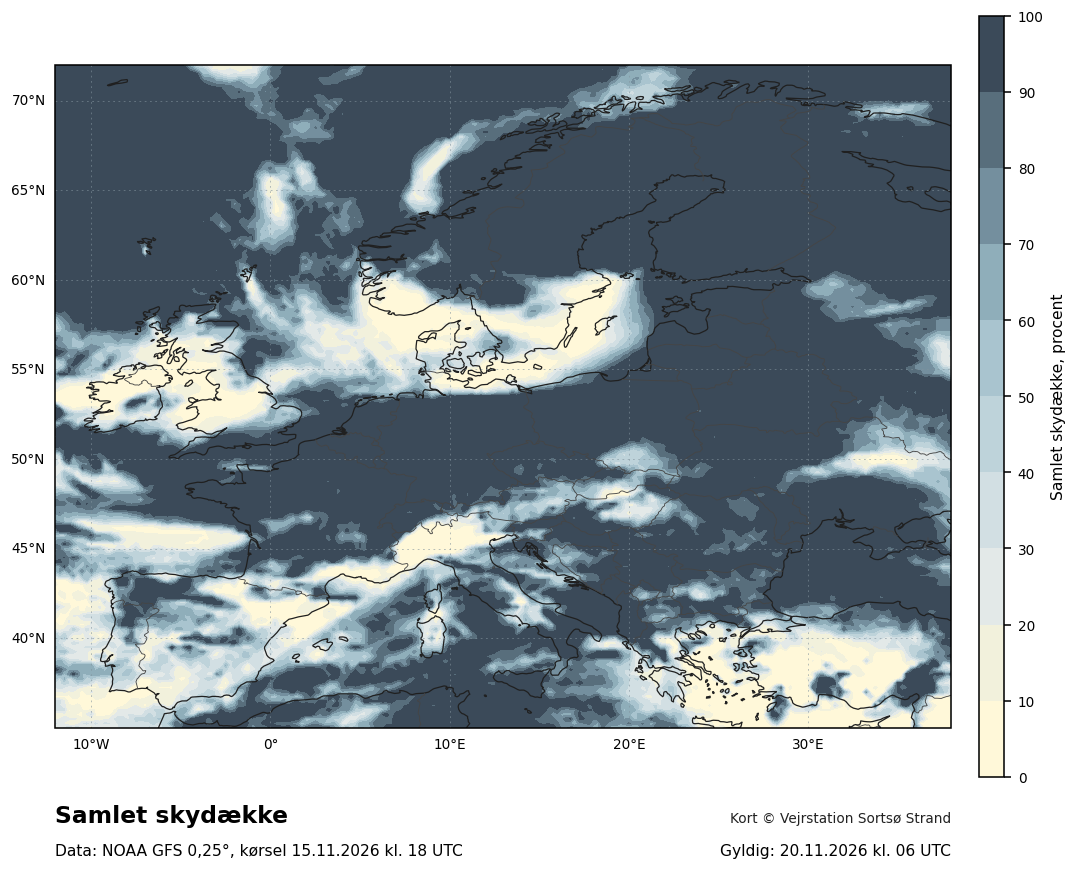 70°N
65°N
60°N
55°N
50°N
45°N
40°N
10°W 0° 10°E 20°E 30°E
100
90
80
70
60
50
40
30
20
10
0
Samlet skydække, procent
Samlet skydække
Kort © Vejrstation Sortsø Strand
Data: NOAA GFS 0,25°, kørsel 15.11.2026 kl. 18 UTC
Gyldig: 20.11.2026 kl. 06 UTC